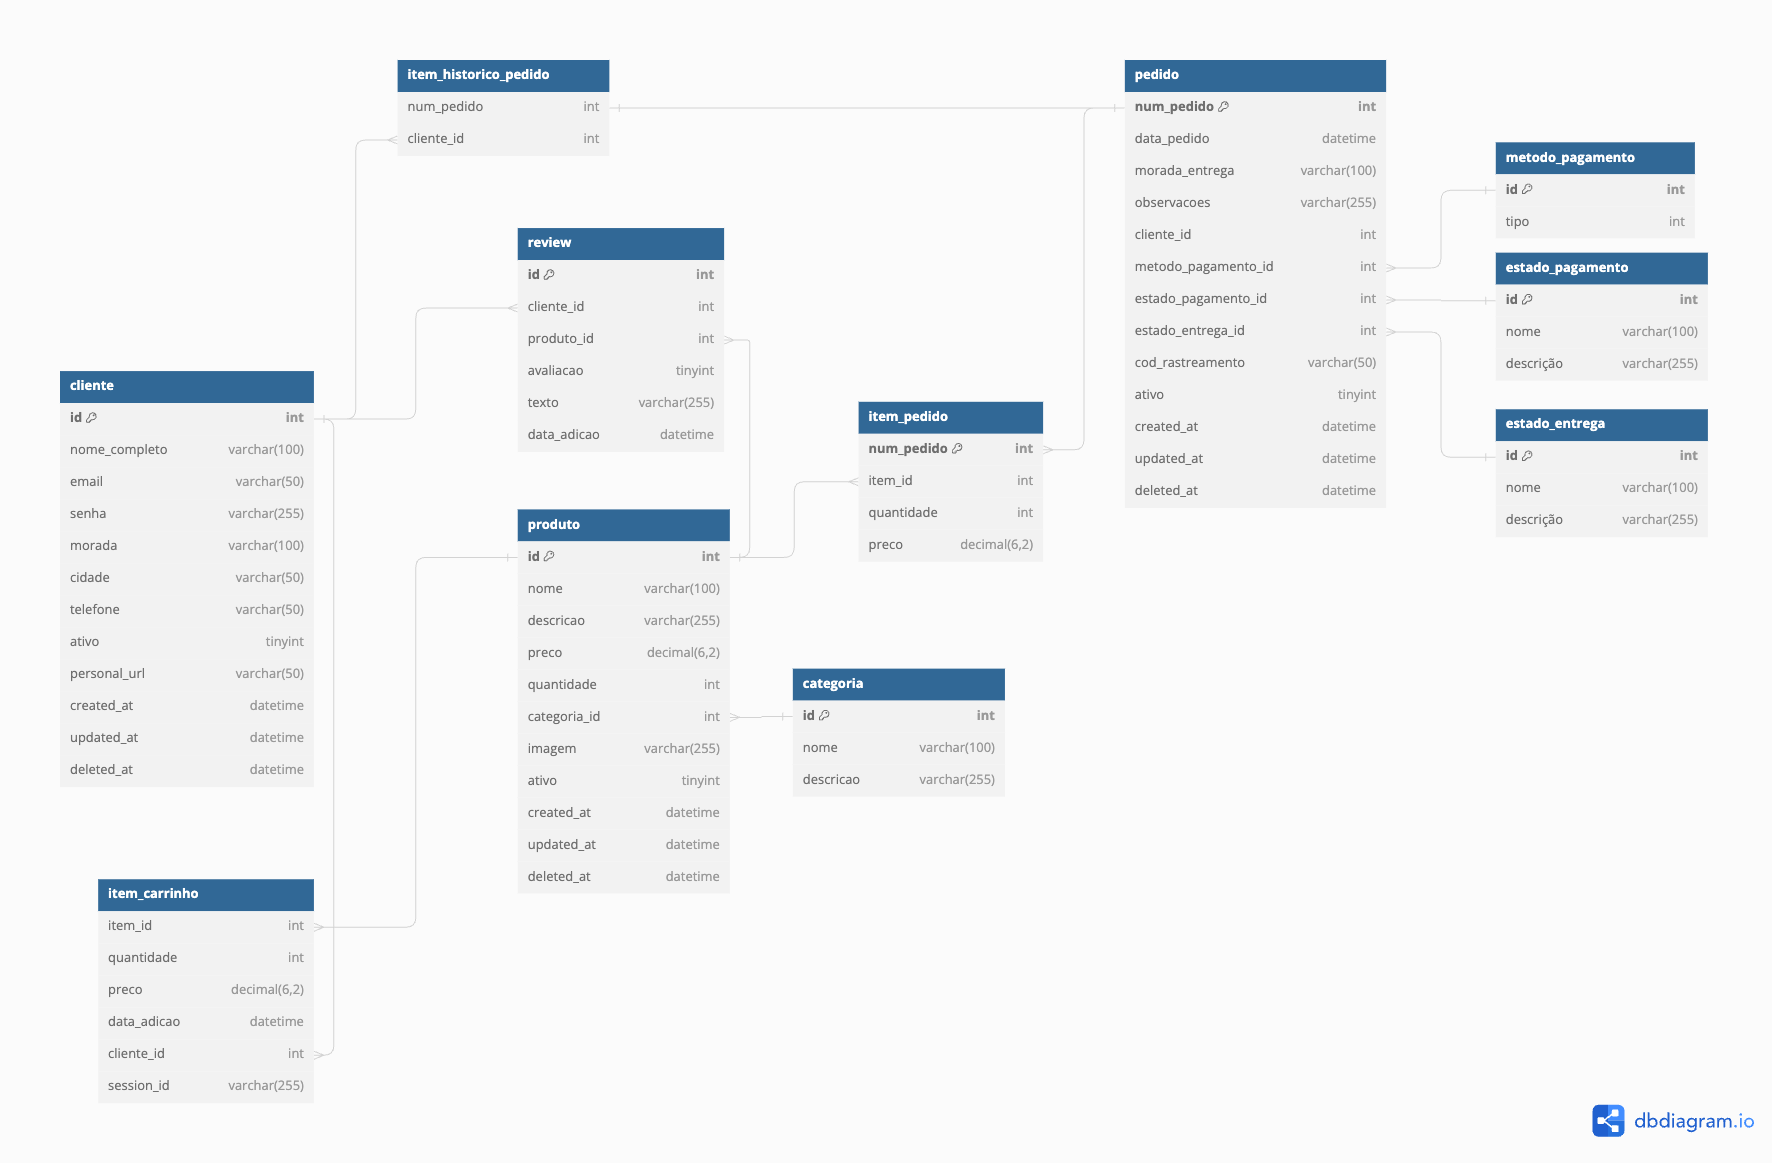 item_historico_pedido
num_pedido int
cliente_id int
pedido
num_pedido int
data_pedido datetime
morada_entrega varchar(100)
observacoes varchar(255)
cliente_id int
metodo_pagamento_id int
estado_pagamento_id int
estado_entrega_id int
cod_rastreamento varchar(50)
ativo tinyint
created_at datetime
updated_at datetime
deleted_at datetime
metodo_pagamento
id int
tipo int
estado_pagamento
id int
nome varchar(100)
descrição varchar(255)
estado_entrega
id int
nome varchar(100)
descrição varchar(255)
review
id int
cliente_id int
produto_id int
avaliacao tinyint
texto varchar(255)
data_adicao datetime
cliente
id int
nome_completo varchar(100)
email varchar(50)
senha varchar(255)
morada varchar(100)
cidade varchar(50)
telefone varchar(50)
ativo tinyint
personal_url varchar(50)
created_at datetime
updated_at datetime
deleted_at datetime
item_pedido
num_pedido int
item_id int
quantidade int
preco decimal(6,2)
produto
id int
nome varchar(100)
descricao varchar(255)
preco decimal(6,2)
quantidade int
categoria_id int
imagem varchar(255)
ativo tinyint
created_at datetime
updated_at datetime
deleted_at datetime
categoria
id int
nome varchar(100)
descricao varchar(255)
item_carrinho
item_id int
quantidade int
preco decimal(6,2)
data_adicao datetime
cliente_id int
session_id varchar(255)
dbdiagram.io